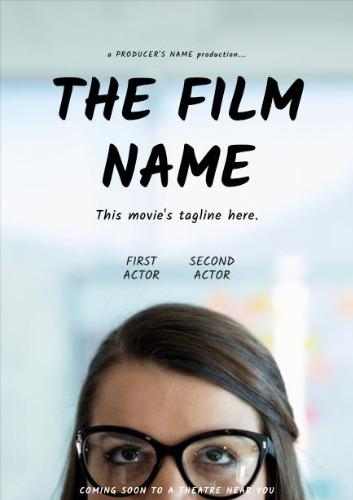 a PRODUCER'S NAME production...
THE FILM
NAME
This movie's tagline here.
FIRST
ACTOR
SECOND
ACTOR
COMING SOON TO A THEATRE NEAR YOU